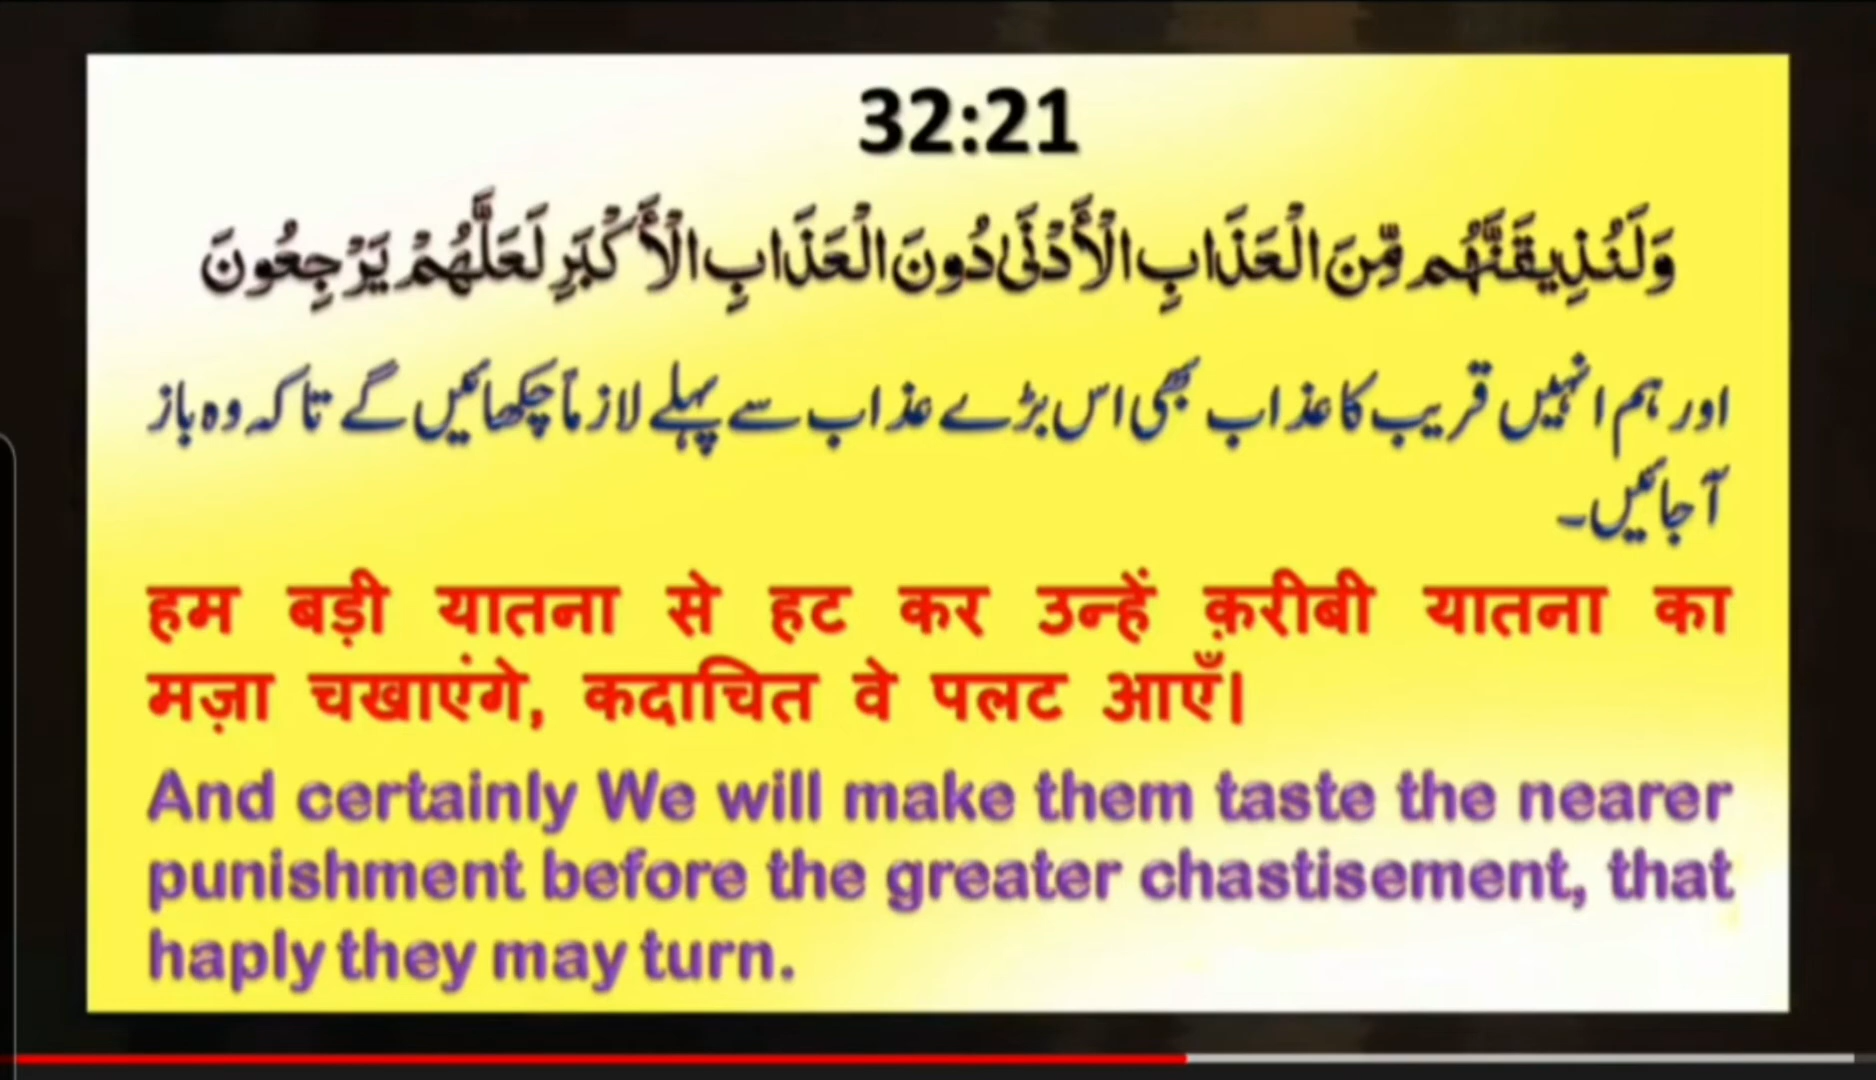 32:21
وَلَنُذِيقَنَّهُم مِّنَ الْعَذَابِ الْأَدْنَىٰ دُونَ الْعَذَابِ الْأَكْبَرِ لَعَلَّهُمْ يَرْجِعُونَ
اور ہم انہیں قریب کا عذاب بھی اس بڑے عذاب سے پہلے لازماً چکھائیں گے تاکہ وہ باز
آ جائیں۔
हम बड़ी यातना से हट कर उन्हें क़रीबी यातना का
मज़ा चखाएंगे, कदाचित वे पलट आएँ।
And certainly We will make them taste the nearer
punishment before the greater chastisement, that
haply they may turn.